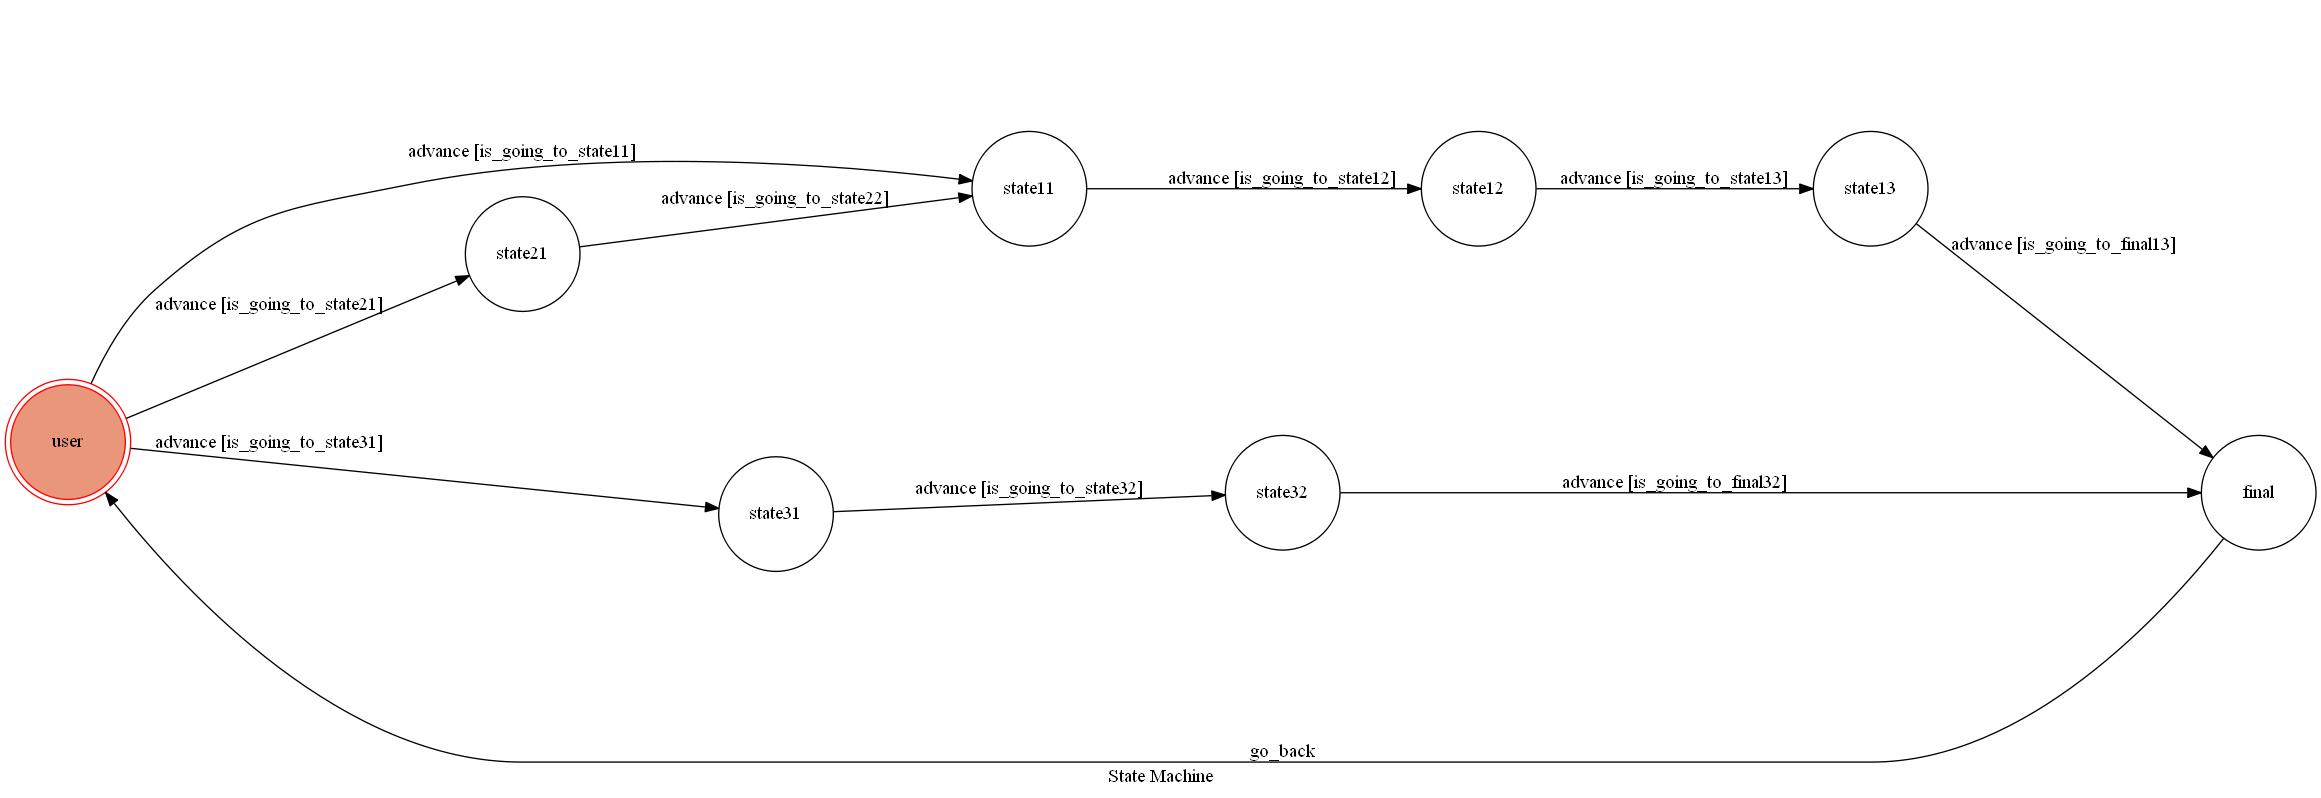 advance [is_going_to_state11]
advance [is_going_to_state12]
advance [is_going_to_state13]
state11
state12
state13
advance [is_going_to_state22]
advance [is_going_to_final13]
state21
advance [is_going_to_state21]
user
advance [is_going_to_state31]
advance [is_going_to_state32]
advance [is_going_to_final32]
state31
state32
final
go_back
State Machine